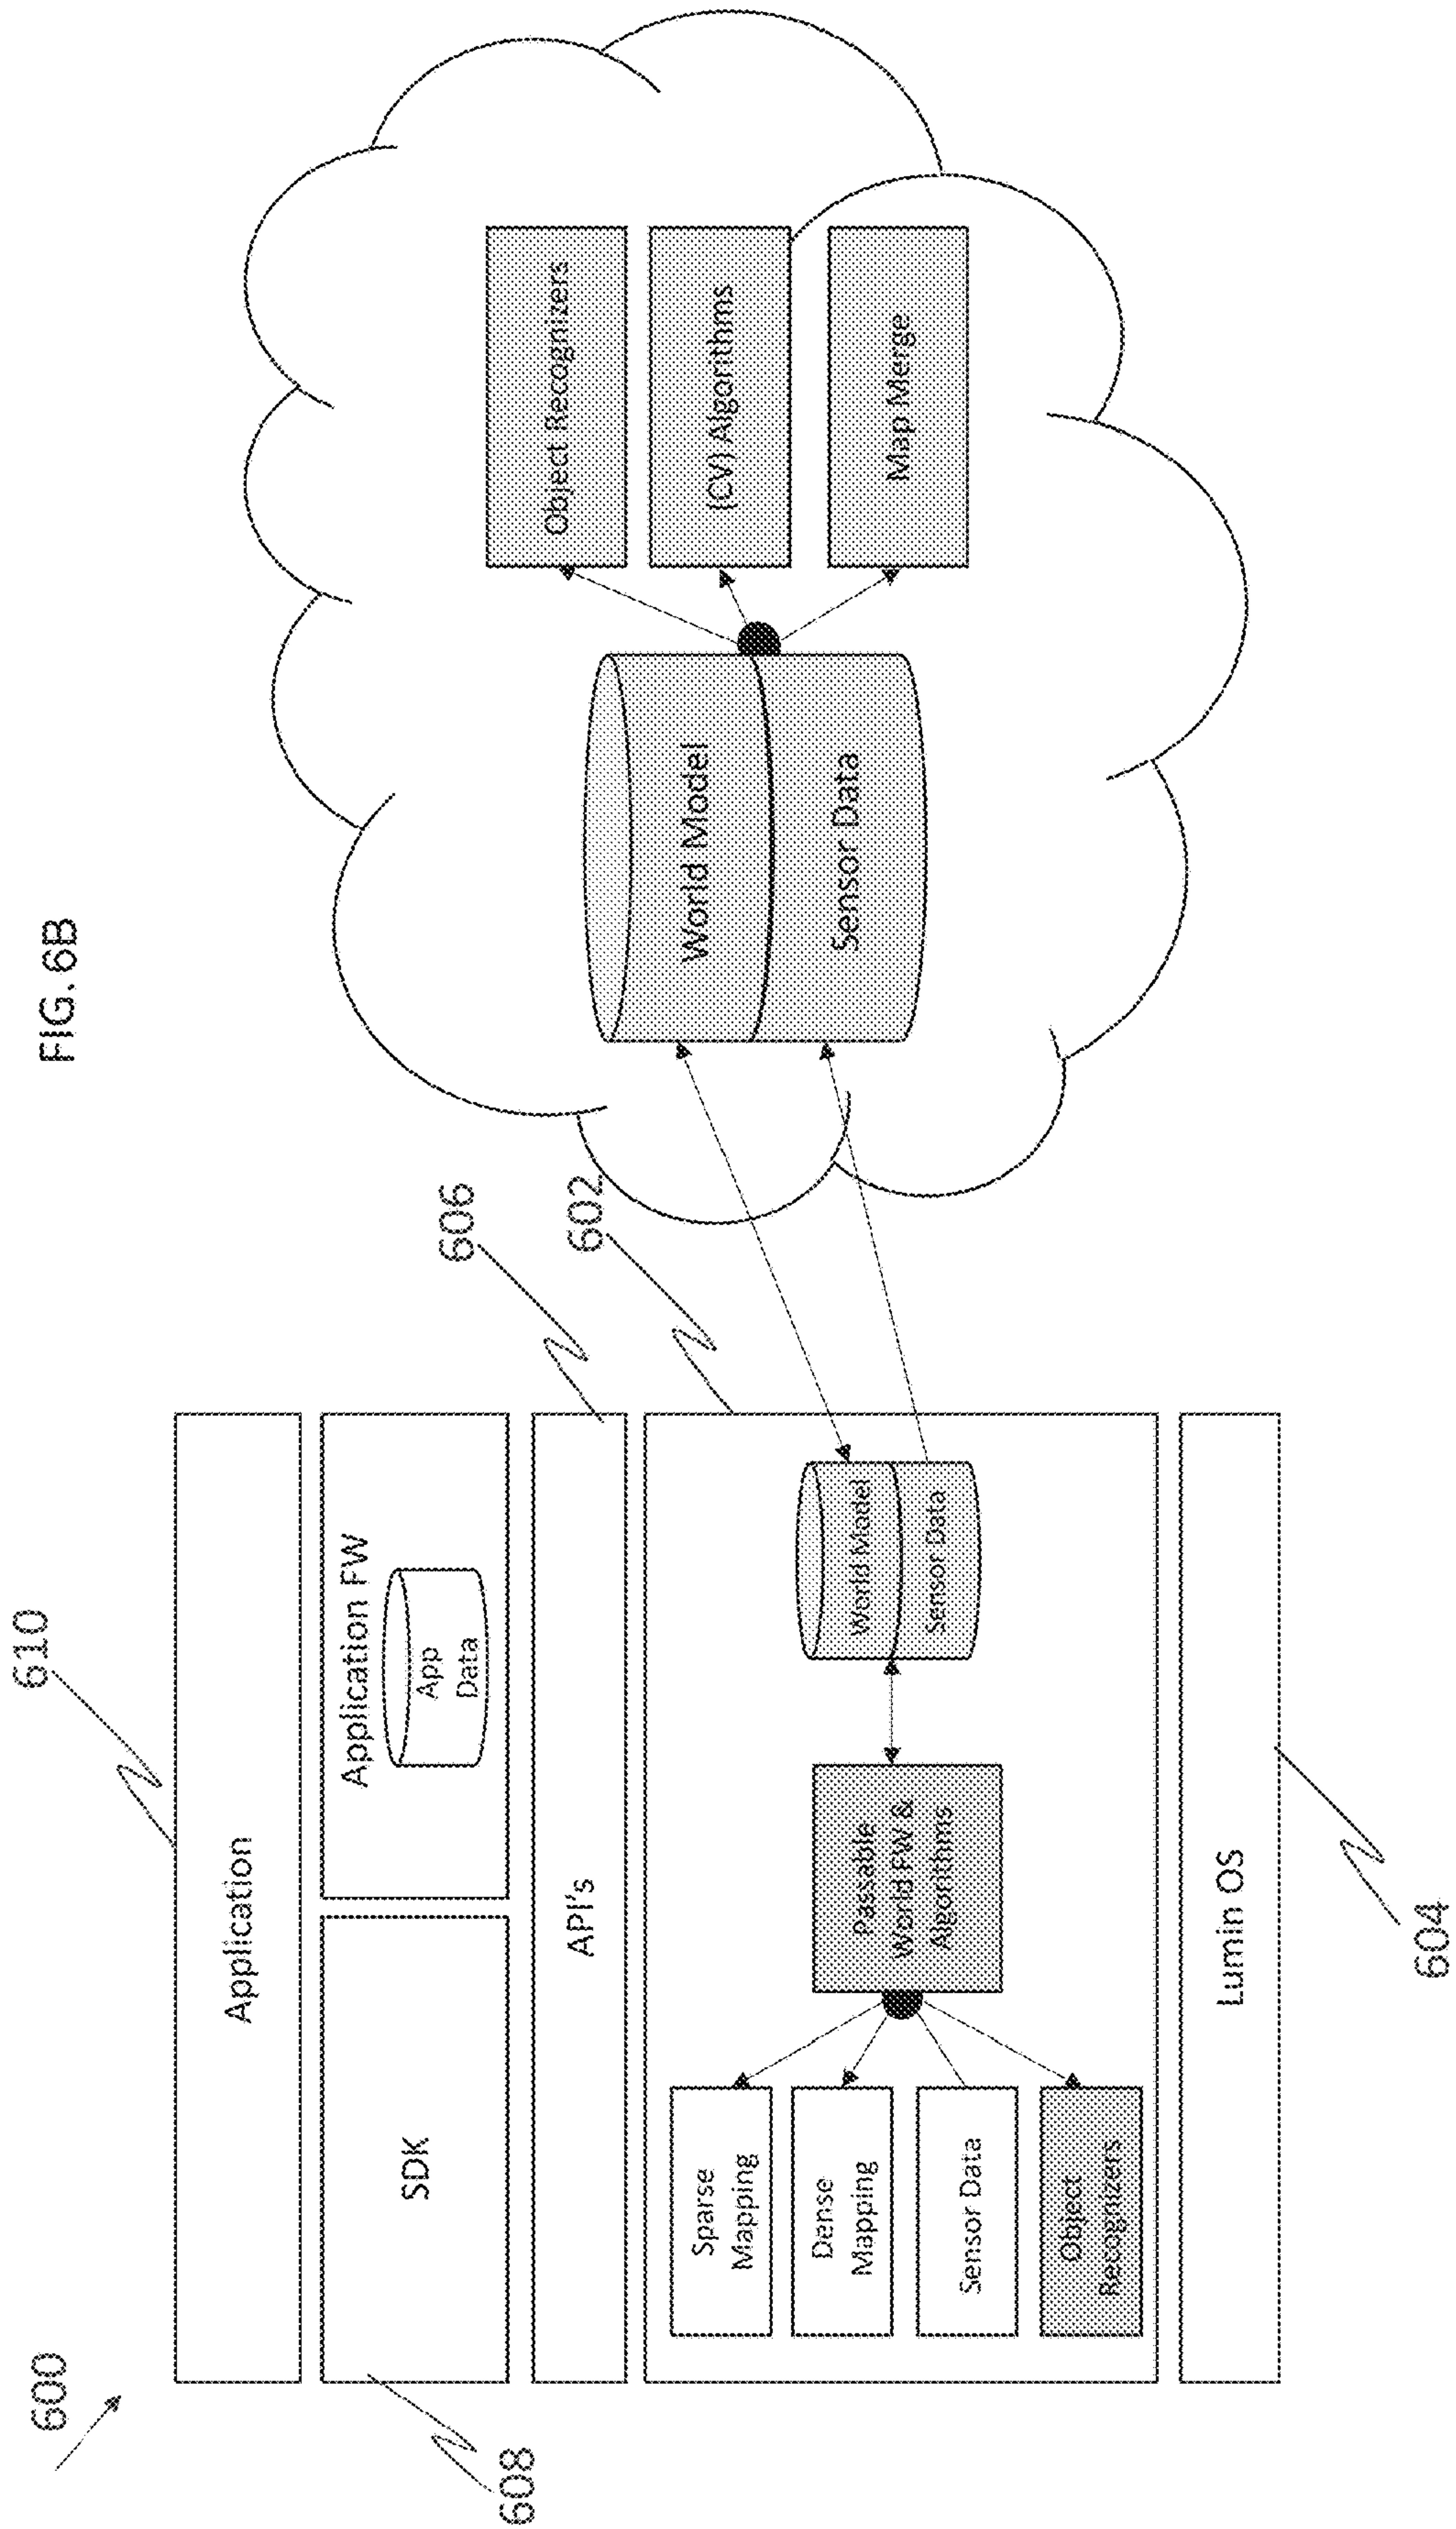 FIG. 6B
600
610
Application
608
SDK
Application FW
App
Data
606
API's
602
Sparse
Mapping
Dense
Mapping
Sensor Data
Object
Recognizers
Passable
World FW &
Algorithms
World Model
Sensor Data
Lumin OS
604
World Model
Sensor Data
Object Recognizers
(CV) Algorithms
Map Merge